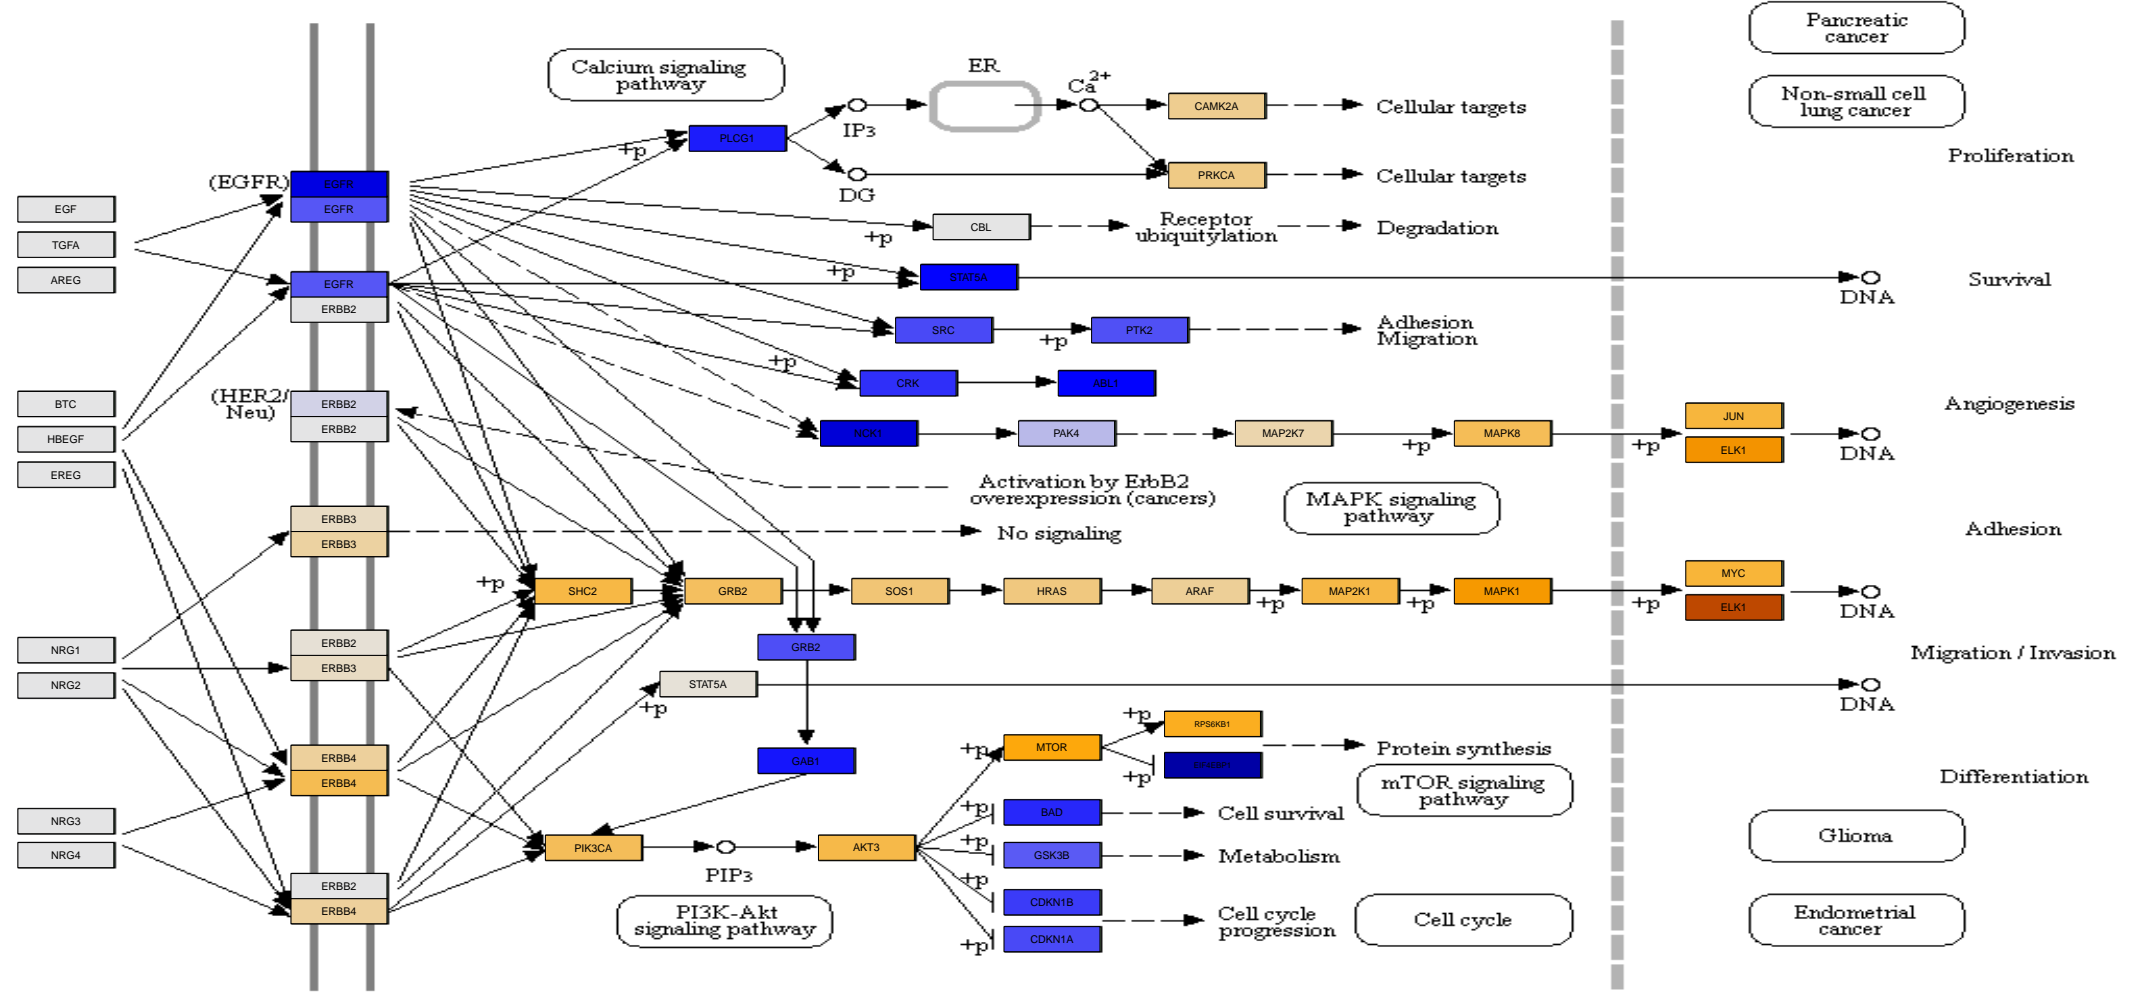 Pancreatic
cancer
Calcium signaling
pathway
ER
Ca2+
Non-small cell
lung cancer
CAMK2A
Cellular targets
IP3
PLCG1
+p
Proliferation
(EGFR)
EGFR
EGFR
DG
PRKCA
Cellular targets
EGF
TGFA
AREG
CBL
+p
Receptor
ubiquitylation
Degradation
EGFR
ERBB2
+p
STAT5A
DNA
Survival
SRC
+p
PTK2
Adhesion
Migration
+p
CRK
ABL1
BTC
HBEGF
EREG
(HER2/
Neu)
ERBB2
ERBB2
NCK1
PAK4
MAP2K7
+p
MAPK8
+p
JUN
ELK1
DNA
Angiogenesis
Activation by ErbB2
overexpression (cancers)
MAPK signaling
pathway
ERBB3
ERBB3
No signaling
Adhesion
+p
SHC2
GRB2
SOS1
HRAS
ARAF
+p
MAP2K1
+p
MAPK1
+p
MYC
ELK1
DNA
NRG1
NRG2
ERBB2
ERBB3
GRB2
STAT5A
+p
DNA
Migration / Invasion
ERBB4
ERBB4
GAB1
+p
MTOR
+p
RPS6KB1
+p
Protein synthesis
mTOR signaling
pathway
Differentiation
NRG3
NRG4
PIK3CA
PIP3
AKT3
+p
BAD
Cell survival
+p
GSK3B
Metabolism
Glioma
ERBB2
ERBB4
PI3K-Akt
signaling pathway
+p
CDKN1B
+p
CDKN1A
Cell cycle
progression
Cell cycle
Endometrial
cancer